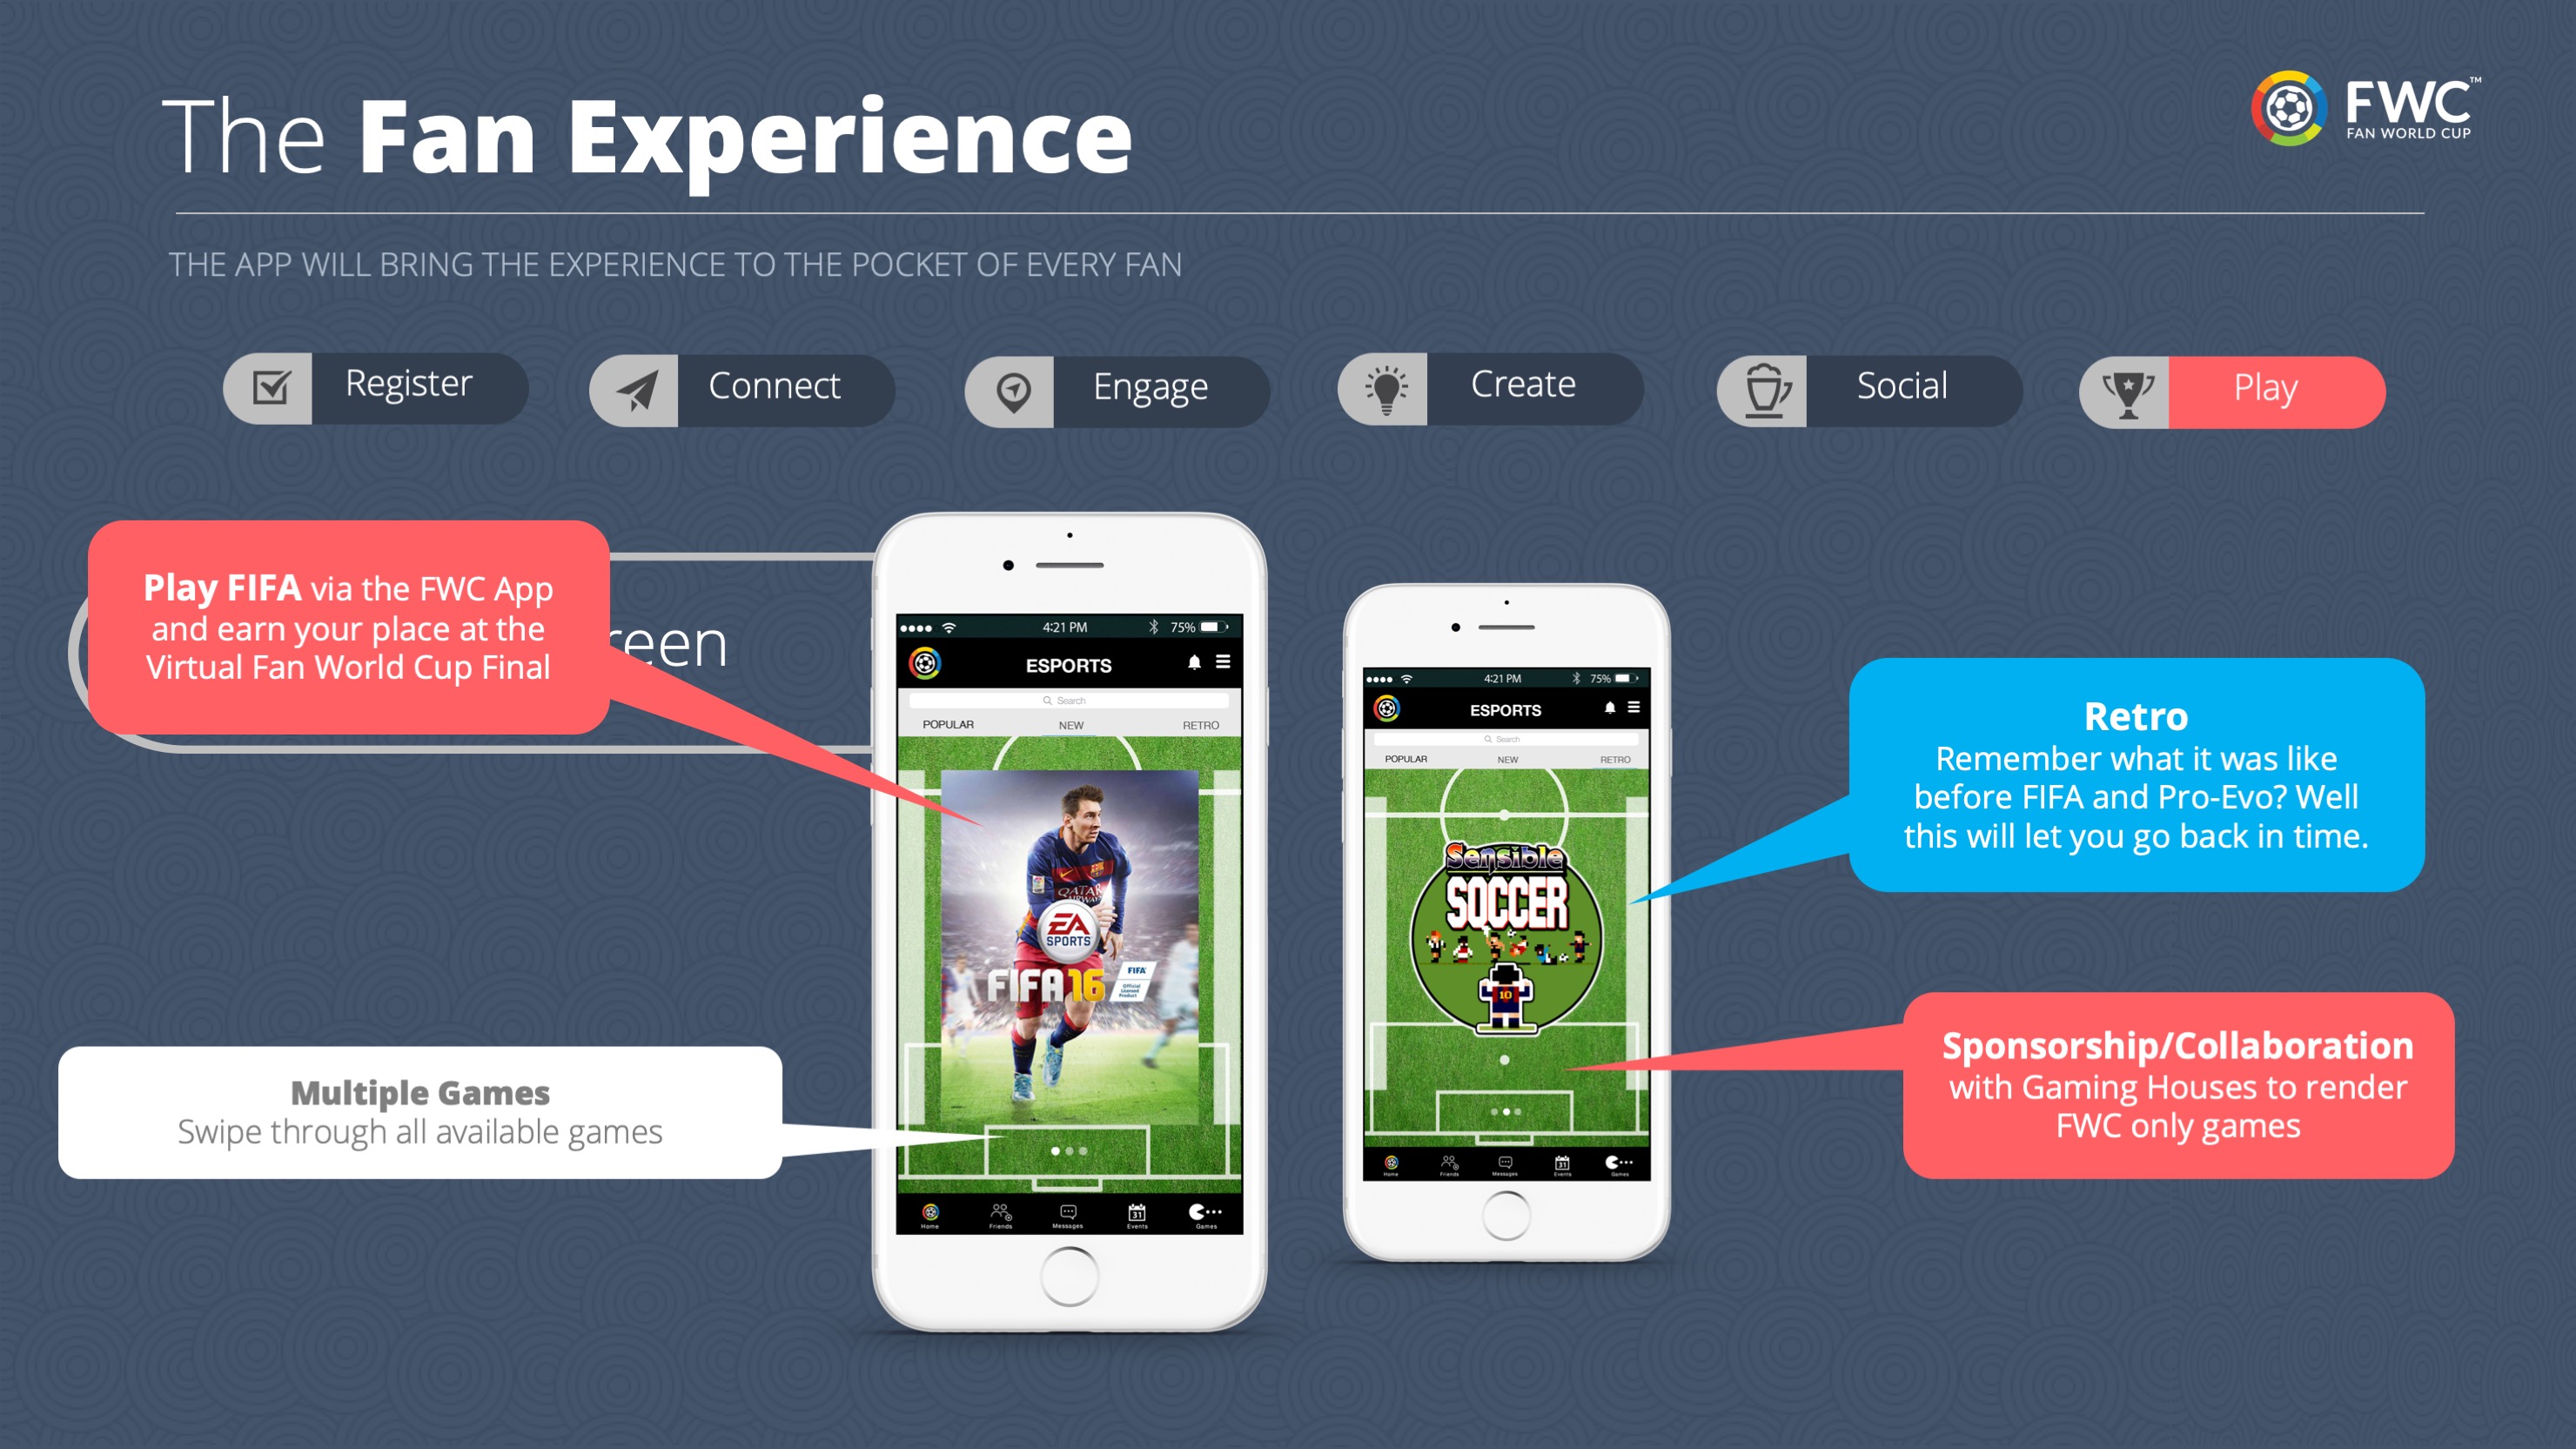 The Fan Experience
FWC™
FAN WORLD CUP
THE APP WILL BRING THE EXPERIENCE TO THE POCKET OF EVERY FAN
Register
Connect
Engage
Create
Social
Play
Play FIFA via the FWC App
and earn your place at the
Virtual Fan World Cup Final
reen
Multiple Games
Swipe through all available games
4:21 PM
75%
ESPORTS
Search
POPULAR
NEW
RETRO
QATAR
AIRWAYS
EA
SPORTS
FIFA 16
FIFA
Official
Licensed
Product
31
Home
Friends
Messages
Events
Games
4:21 PM
75%
ESPORTS
Search
POPULAR
NEW
RETRO
Sensible
SOCCER
10
31
Home
Friends
Messages
Events
Games
Retro
Remember what it was like
before FIFA and Pro-Evo? Well
this will let you go back in time.
Sponsorship/Collaboration
with Gaming Houses to render
FWC only games